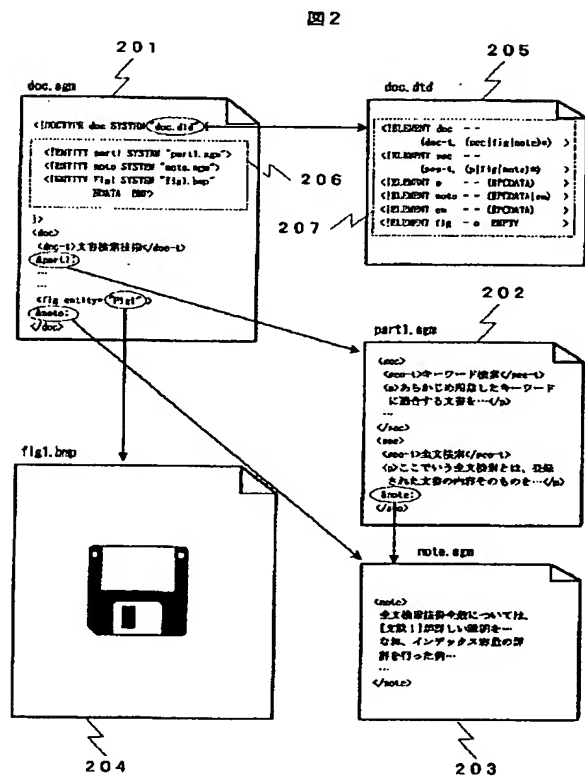 図2
201
doc.sgm
<!DOCTYPE doc SYSTEM "doc.dtd"
<!ENTITY part1 SYSTEM "part1.sgm">
<!ENTITY note SYSTEM "note.sgm">
<!ENTITY Fig1 SYSTEM "fig1.bmp"
NDATA BMP>
]>
<doc>
<doc-t>文書検索技術</doc-t>
&part1;
…
…
<fig entity="Fig1">
&note;
</doc>
205
doc.dtd
<!ELEMENT doc - -
(doc-t, (sec|fig|note)*) >
<!ELEMENT sec - -
(sec-t, (p|fig|note)*) >
<!ELEMENT p - - (#PCDATA) >
<!ELEMENT note - - (#PCDATA|em) >
<!ELEMENT em - - (#PCDATA) >
<!ELEMENT fig - o EMPTY >
206
207
202
part1.sgm
<sec>
<sec-t>キーワード検索</sec-t>
<p>あらかじめ用意したキーワード
に適合する文書を…</p>
…
</sec>
<sec>
<sec-t>全文検索</sec-t>
<p>ここでいう全文検索とは、登録
された文書の内容そのものを…</p>
&note;
</sec>
fig1.bmp
204
note.sgm
<note>
全文検索技術全般については、
[文献1]が詳しい説明を…
なお、インデックス容量の評
を行った例…
…
</note>
203